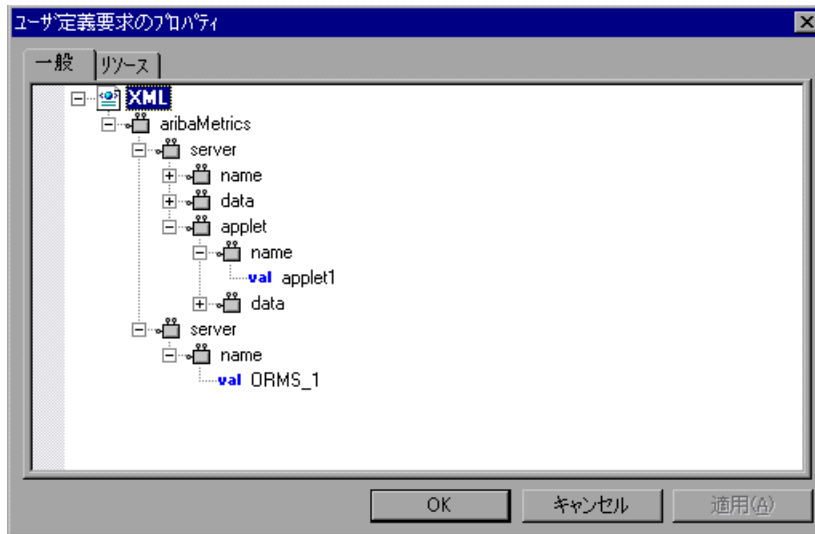 ユーザ定義要求のプロパティ
一般
リソース
XML
aribaMetrics
server
name
data
applet
name
val applet1
data
server
name
val ORMS_1
OK
キャンセル
適用(A)